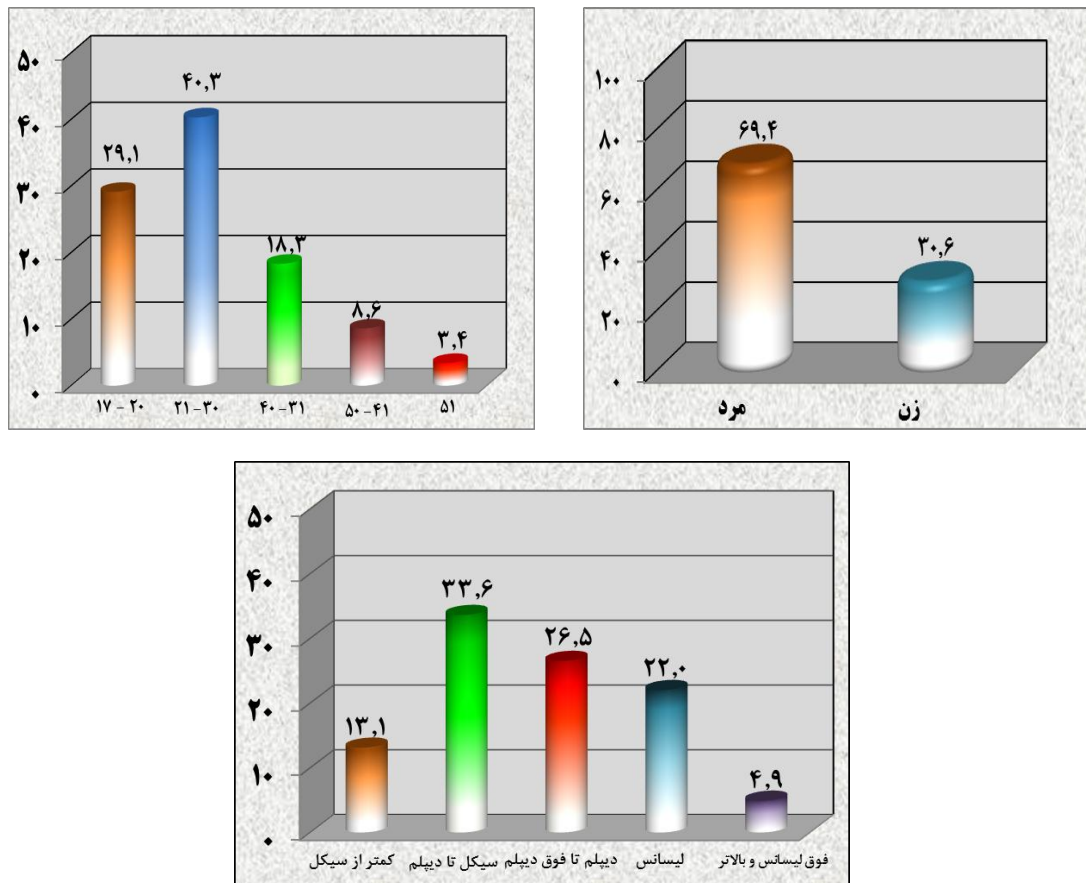 ۵۰
۴۰
۳۰
۲۰
۱۰
۰
۲۹,۱
۴۰,۳
۱۸,۳
۸,۶
۳,۴
۱۷ - ۲۰
۲۱ - ۳۰
۴۰ - ۳۱
۵۰ - ۴۱
۵۱
۱۰۰
۸۰
۶۰
۴۰
۲۰
۰
۶۹,۴
۳۰,۶
مرد
زن
۵۰
۴۰
۳۰
۲۰
۱۰
۰
۱۳,۱
۳۳,۶
۲۶,۵
۲۲,۰
۴,۹
کمتر از سیکل
سیکل تا دیپلم
دیپلم تا فوق دیپلم
لیسانس
فوق لیسانس و بالاتر